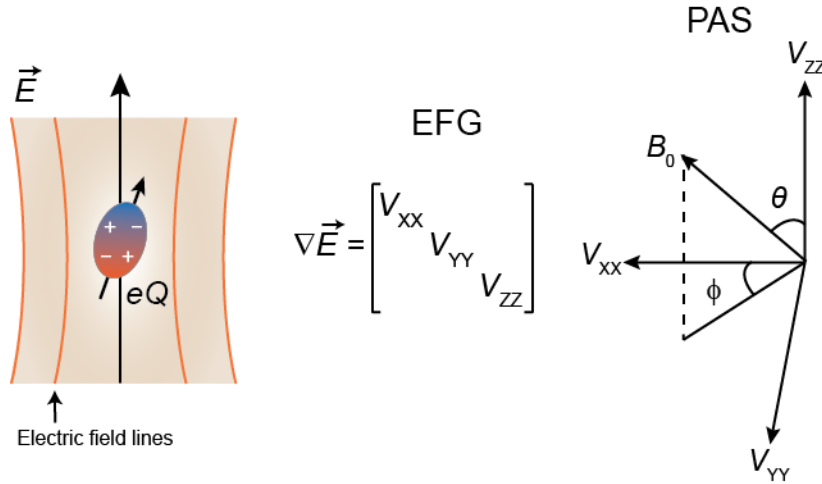 E⃗
+ −
− +
eQ
Electric field lines
EFG
∇E⃗ = [V_XX V_YY V_ZZ]
PAS
V_ZZ
B_0
θ
V_XX
ϕ
V_YY